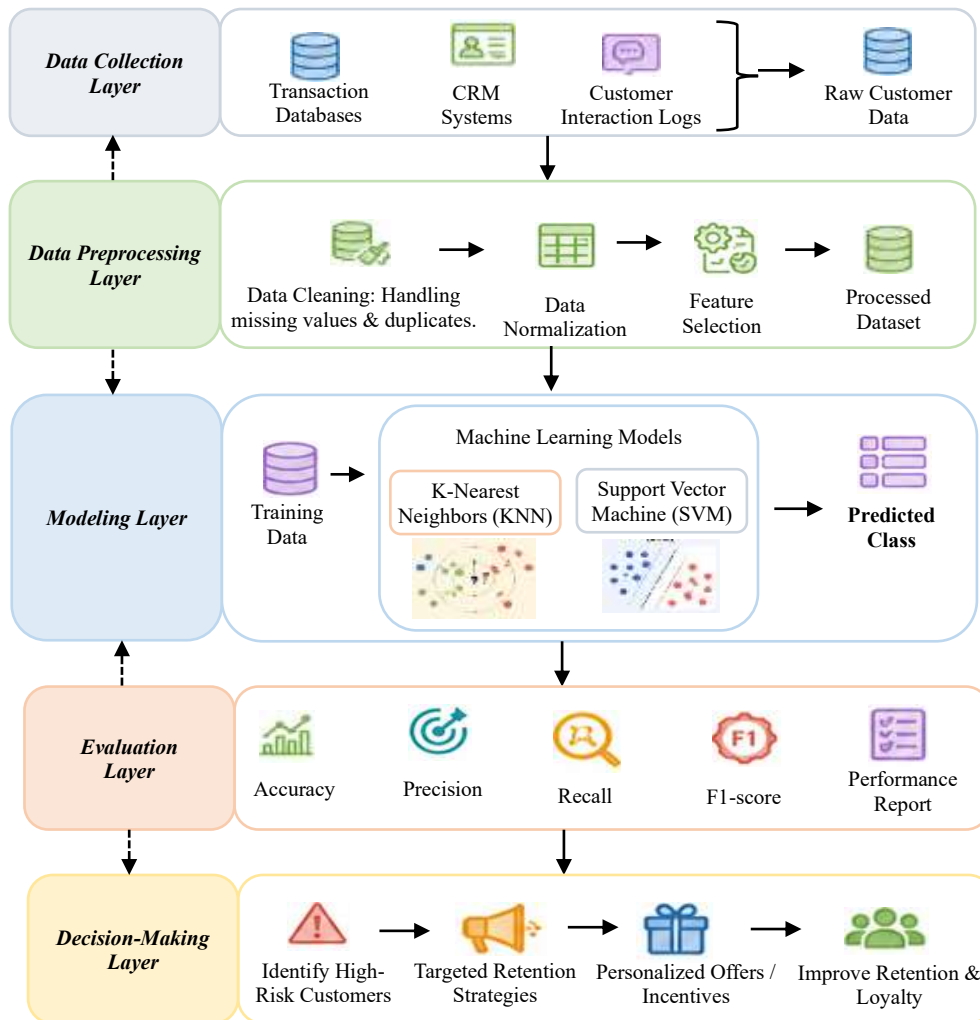 Data Collection
Layer
Transaction
Databases
CRM
Systems
Customer
Interaction Logs
Raw Customer
Data
Data Preprocessing
Layer
Data Cleaning: Handling
missing values & duplicates.
Data
Normalization
Feature
Selection
Processed
Dataset
Modeling Layer
Training
Data
Machine Learning Models
K-Nearest
Neighbors (KNN)
Support Vector
Machine (SVM)
Predicted
Class
Evaluation
Layer
Accuracy
Precision
Recall
F1
F1-score
Performance
Report
Decision-Making
Layer
Identify High-
Risk Customers
Targeted Retention
Strategies
Personalized Offers /
Incentives
Improve Retention &
Loyalty